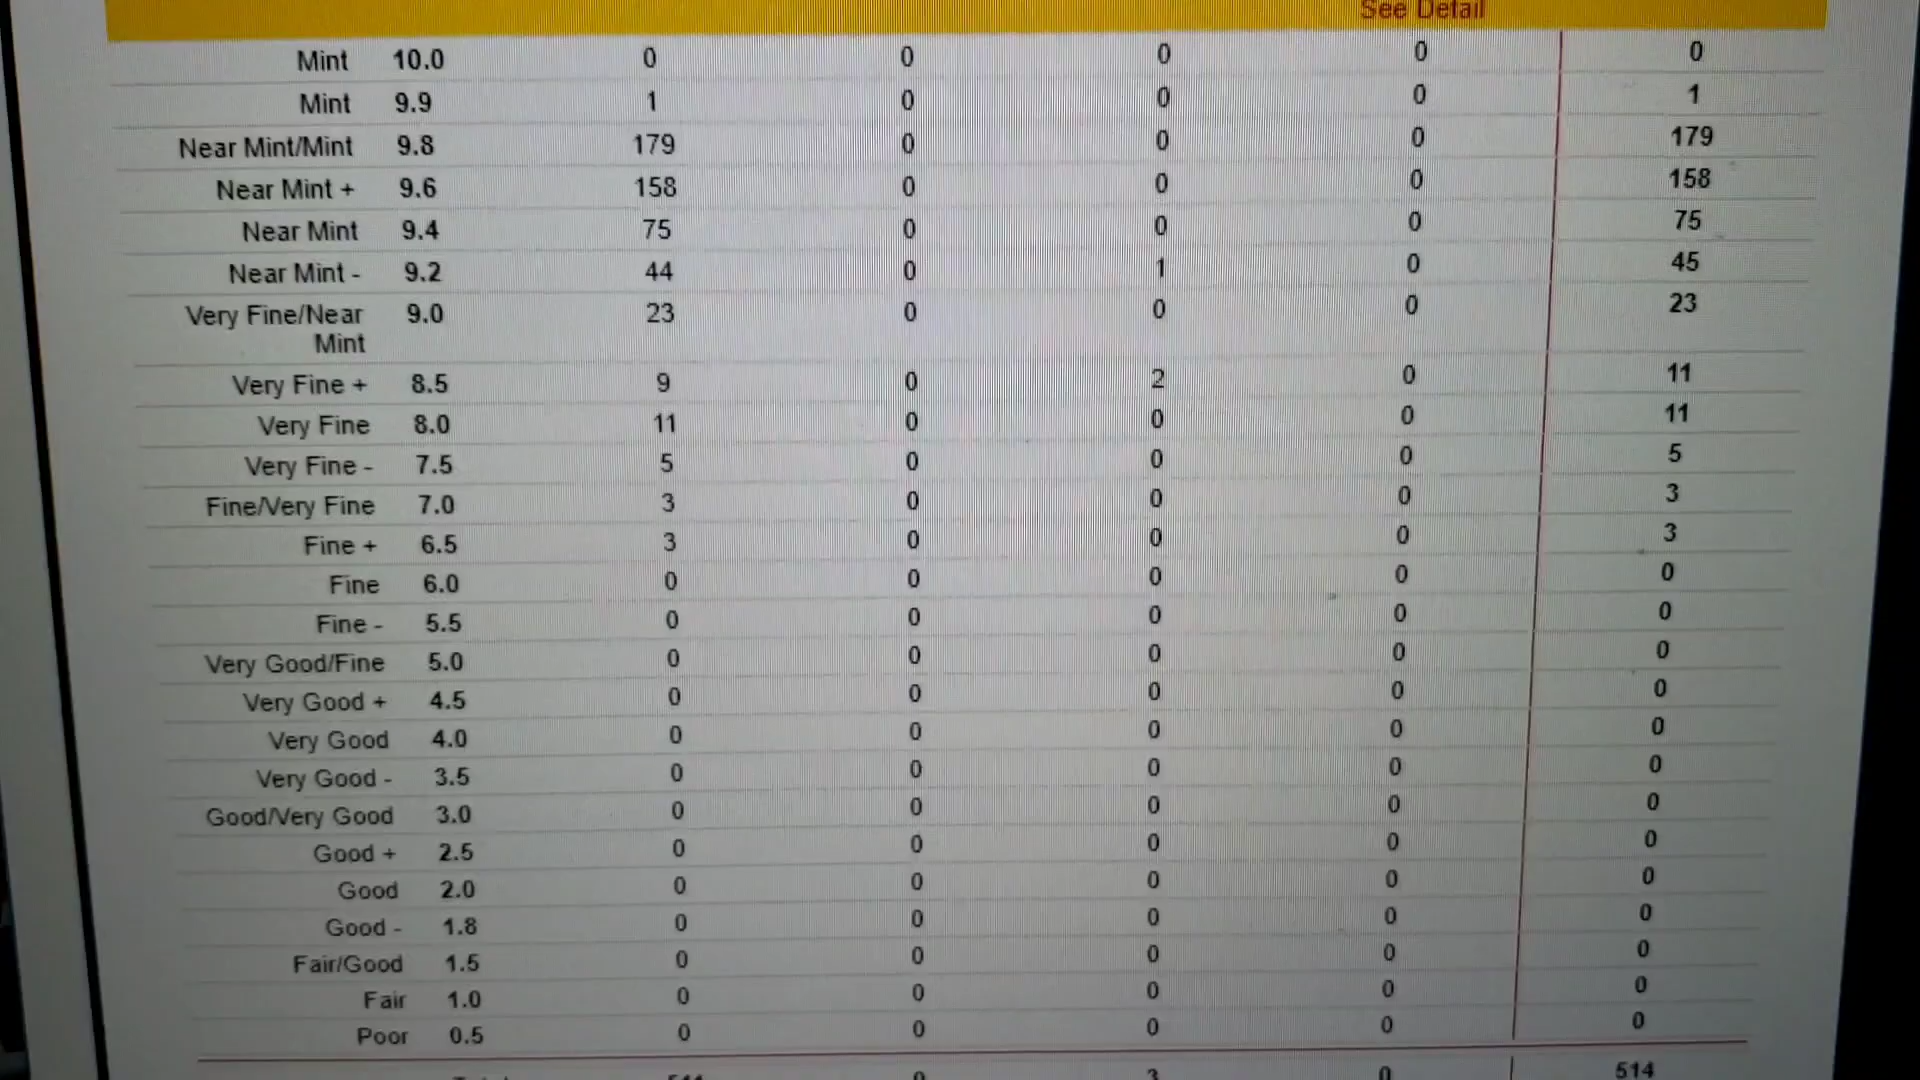 See Detail
Mint 10.0 0 0 0 0 0
Mint 9.9 1 0 0 0 1
Near Mint/Mint 9.8 179 0 0 0 179
Near Mint + 9.6 158 0 0 0 158
Near Mint 9.4 75 0 0 0 75
Near Mint - 9.2 44 0 1 0 45
Very Fine/Near 9.0 23 0 0 0 23
Mint
Very Fine + 8.5 9 0 2 0 11
Very Fine 8.0 11 0 0 0 11
Very Fine - 7.5 5 0 0 0 5
Fine/Very Fine 7.0 3 0 0 0 3
Fine + 6.5 3 0 0 0 3
Fine 6.0 0 0 0 0 0
Fine - 5.5 0 0 0 0 0
Very Good/Fine 5.0 0 0 0 0 0
Very Good + 4.5 0 0 0 0 0
Very Good 4.0 0 0 0 0 0
Very Good - 3.5 0 0 0 0 0
Good/Very Good 3.0 0 0 0 0 0
Good + 2.5 0 0 0 0 0
Good 2.0 0 0 0 0 0
Good - 1.8 0 0 0 0 0
Fair/Good 1.5 0 0 0 0 0
Fair 1.0 0 0 0 0 0
Poor 0.5 0 0 0 0 0
0 3 0 514